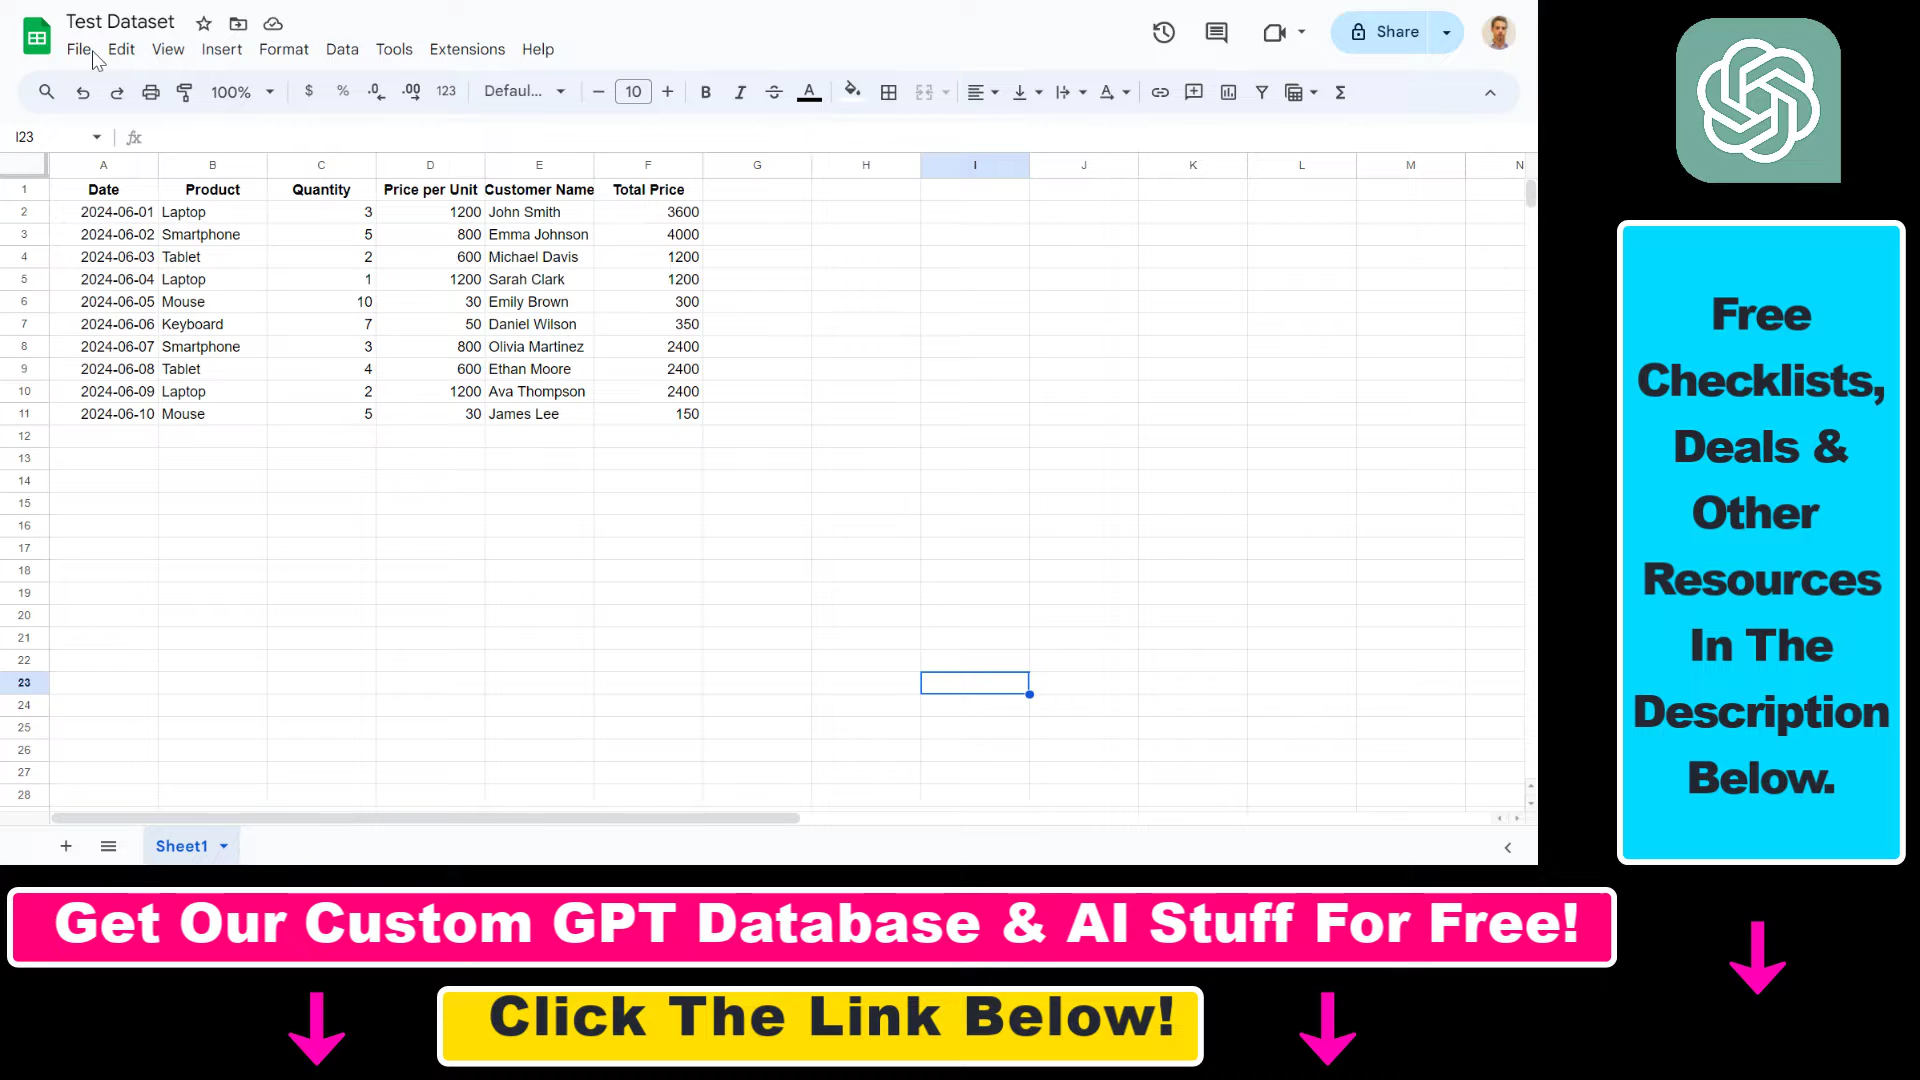 Test Dataset
File Edit View Insert Format Data Tools Extensions Help
Share
100% $ % .0 .00 123 Defaul... 10 B I A Σ
I23 fx
A B C D E F G H I J K L M N
1 Date Product Quantity Price per Unit Customer Name Total Price
2 2024-06-01 Laptop 3 1200 John Smith 3600
3 2024-06-02 Smartphone 5 800 Emma Johnson 4000
4 2024-06-03 Tablet 2 600 Michael Davis 1200
5 2024-06-04 Laptop 1 1200 Sarah Clark 1200
6 2024-06-05 Mouse 10 30 Emily Brown 300
7 2024-06-06 Keyboard 7 50 Daniel Wilson 350
8 2024-06-07 Smartphone 3 800 Olivia Martinez 2400
9 2024-06-08 Tablet 4 600 Ethan Moore 2400
10 2024-06-09 Laptop 2 1200 Ava Thompson 2400
11 2024-06-10 Mouse 5 30 James Lee 150
12
13
14
15
16
17
18
19
20
21
22
23
24
25
26
27
28
Sheet1
Free
Checklists,
Deals &
Other
Resources
In The
Description
Below.
Get Our Custom GPT Database & AI Stuff For Free!
Click The Link Below!